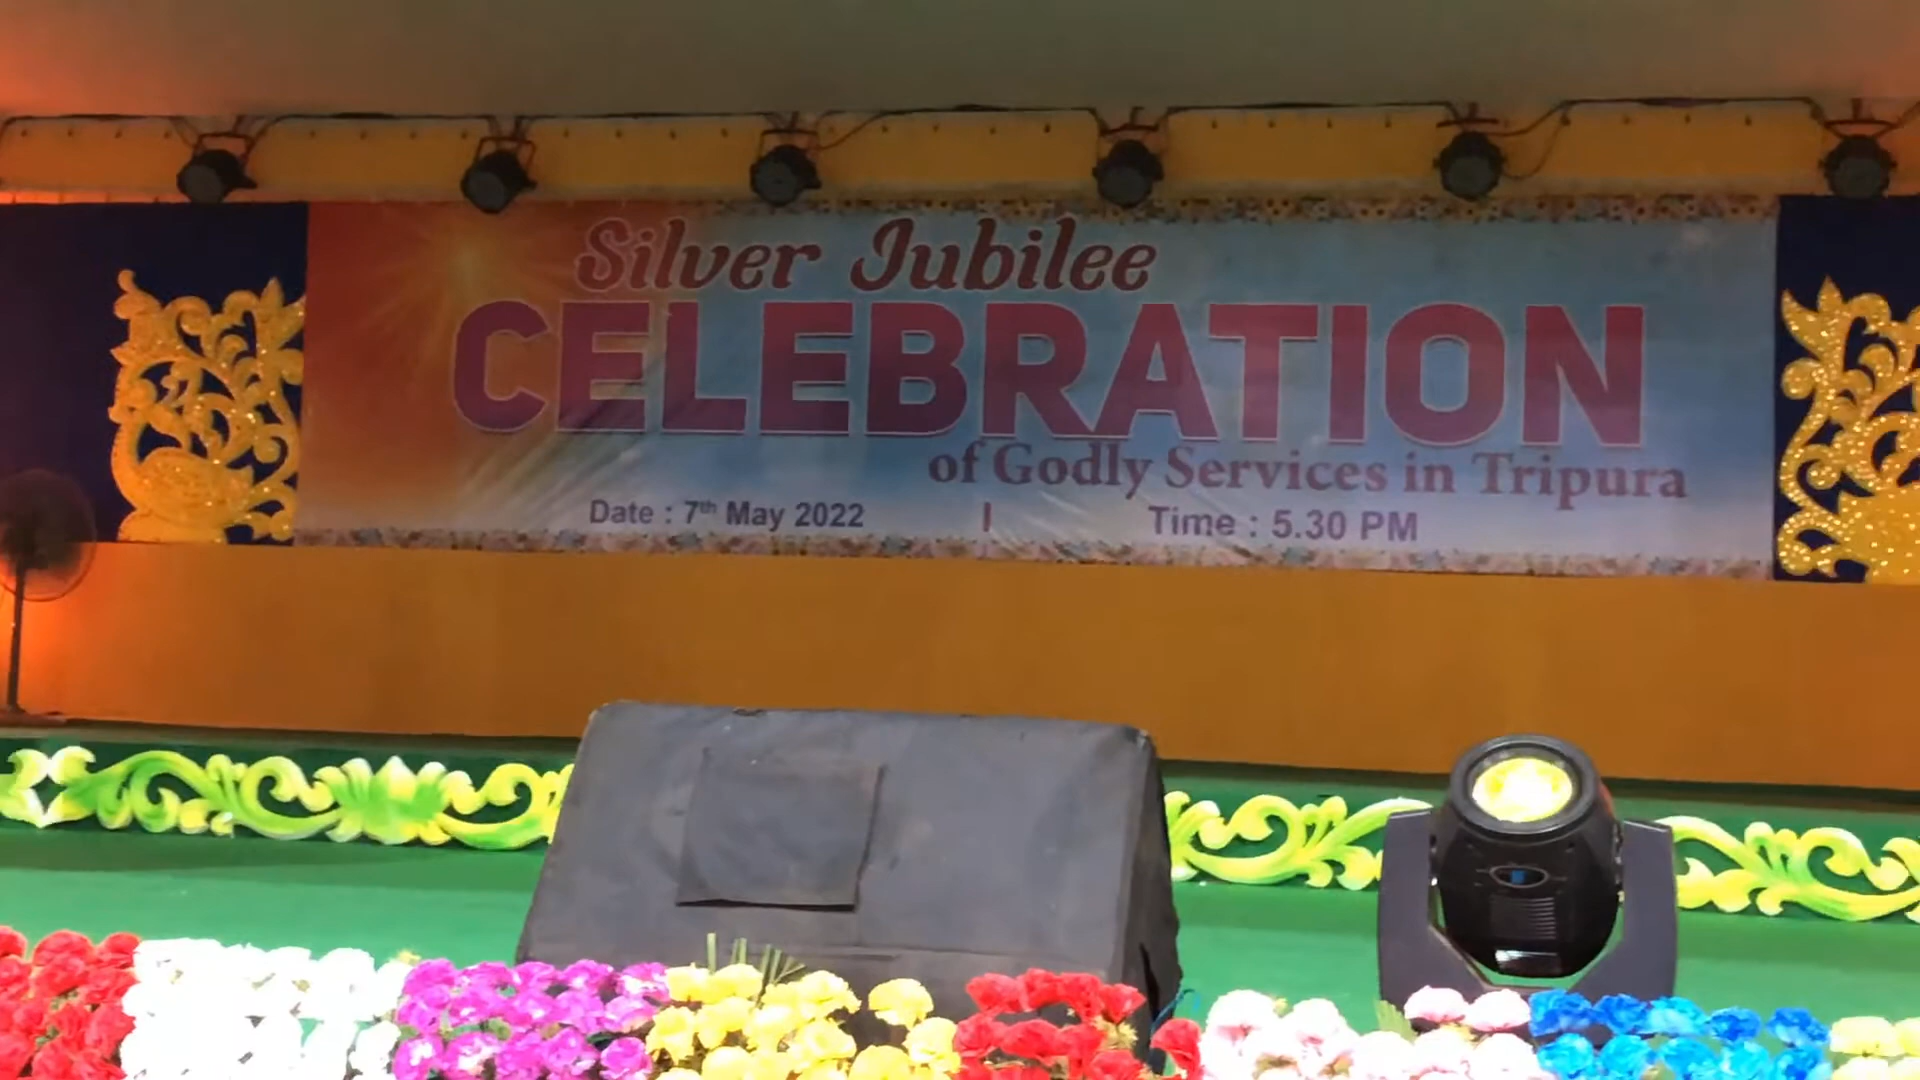 Silver Jubilee
CELEBRATION
of Godly Services in Tripura
Date : 7th May 2022 | Time : 5.30 PM